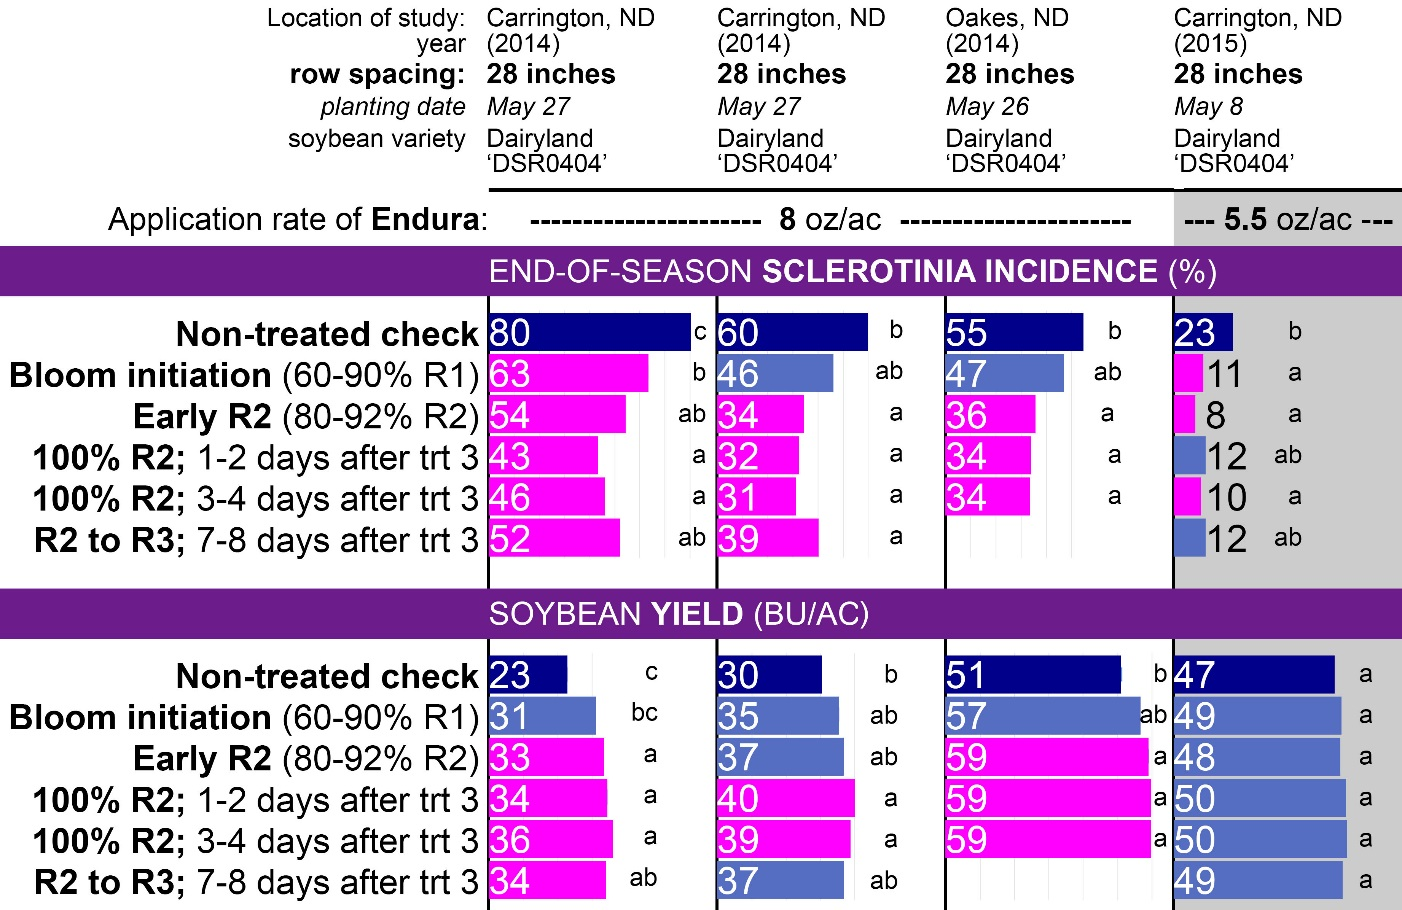 Location of study: Carrington, ND Carrington, ND Oakes, ND Carrington, ND
year (2014) (2014) (2014) (2015)
row spacing: 28 inches 28 inches 28 inches 28 inches
planting date May 27 May 27 May 26 May 8
soybean variety Dairyland Dairyland Dairyland Dairyland
‘DSR0404’ ‘DSR0404’ ‘DSR0404’ ‘DSR0404’
Application rate of Endura: ---------------------- 8 oz/ac ---------------------- --- 5.5 oz/ac ---
END-OF-SEASON SCLEROTINIA INCIDENCE (%)
Non-treated check 80 c 60 b 55 b 23 b
Bloom initiation (60-90% R1) 63 b 46 ab 47 ab 11 a
Early R2 (80-92% R2) 54 ab 34 a 36 a 8 a
100% R2; 1-2 days after trt 3 43 a 32 a 34 a 12 ab
100% R2; 3-4 days after trt 3 46 a 31 a 34 a 10 a
R2 to R3; 7-8 days after trt 3 52 ab 39 a 12 ab
SOYBEAN YIELD (BU/AC)
Non-treated check 23 c 30 b 51 b 47 a
Bloom initiation (60-90% R1) 31 bc 35 ab 57 ab 49 a
Early R2 (80-92% R2) 33 a 37 ab 59 a 48 a
100% R2; 1-2 days after trt 3 34 a 40 a 59 a 50 a
100% R2; 3-4 days after trt 3 36 a 39 a 59 a 50 a
R2 to R3; 7-8 days after trt 3 34 ab 37 ab 49 a